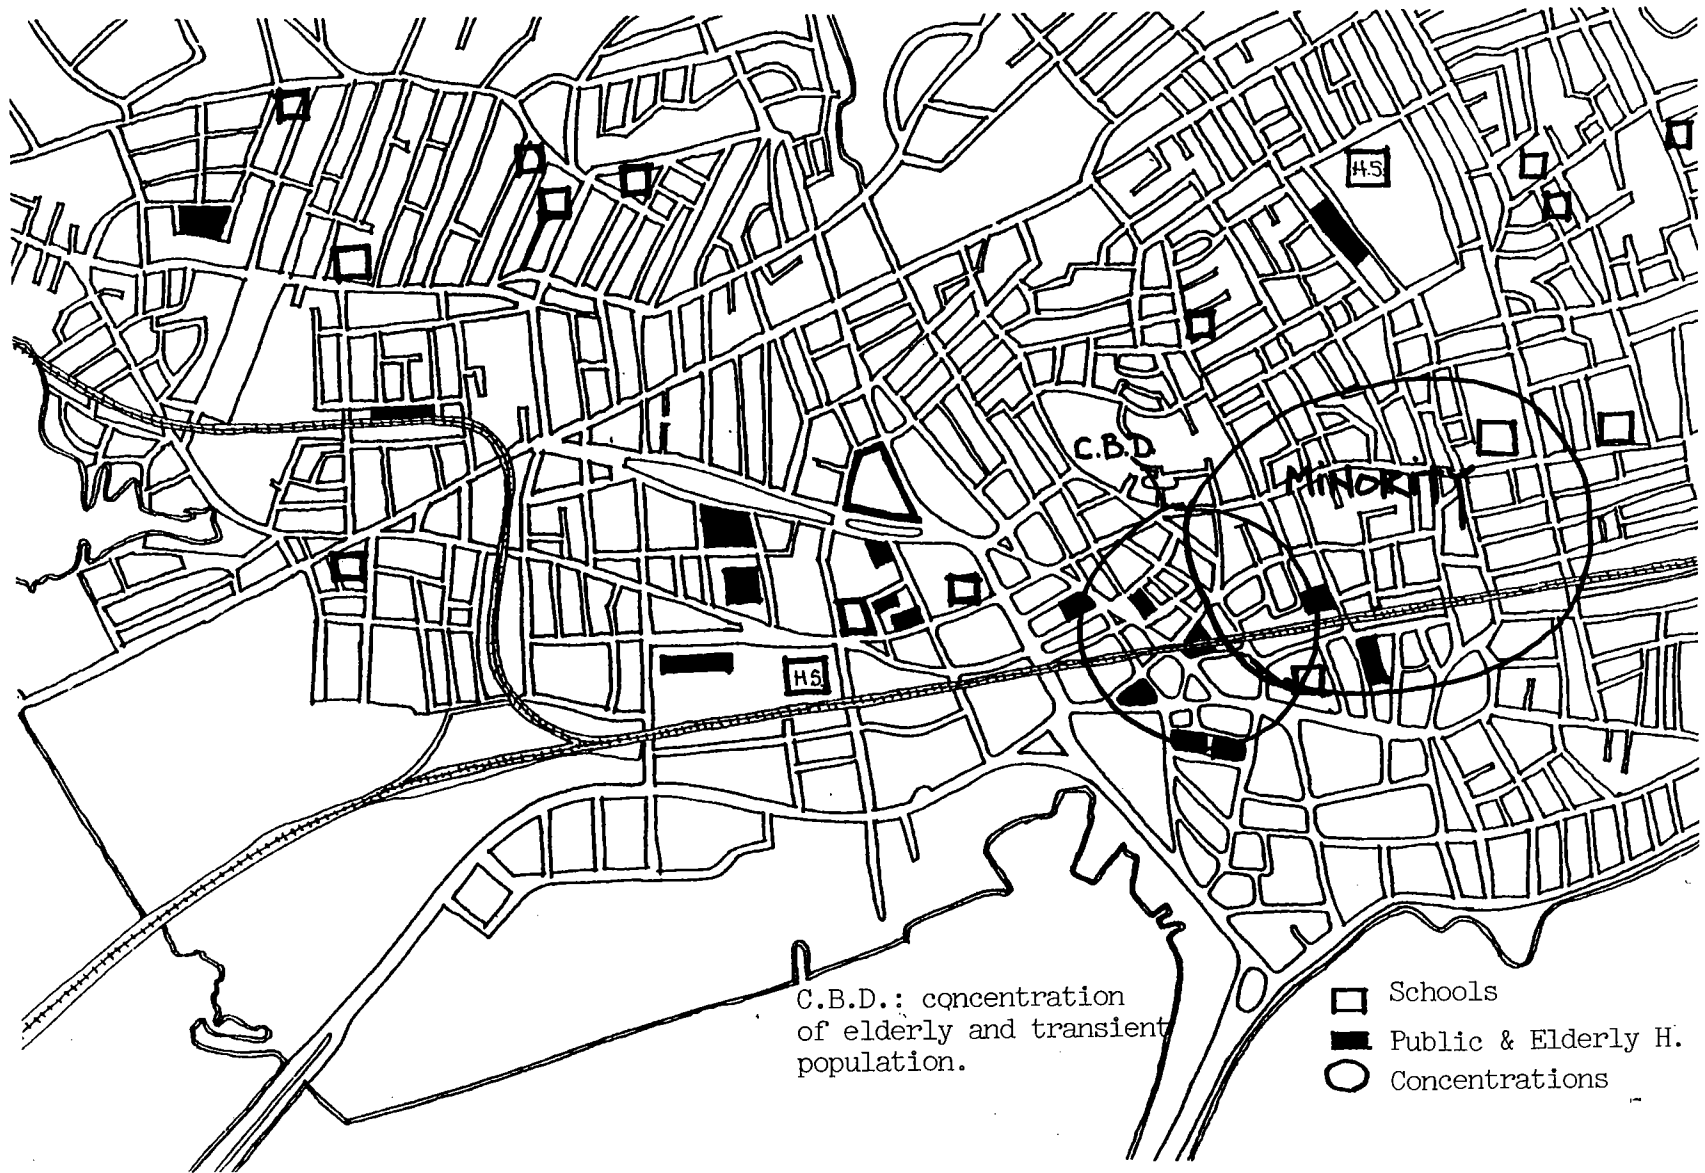 H.S.
C.B.D.
MINORITY
H.S.
C.B.D.: concentration
of elderly and transient
population.
Schools
Public & Elderly H.
Concentrations